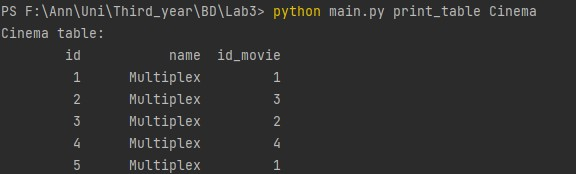 PS F:\Ann\Uni\Third_year\BD\Lab3> python main.py print_table Cinema
Cinema table:
id name id_movie
1 Multiplex 1
2 Multiplex 3
3 Multiplex 2
4 Multiplex 4
5 Multiplex 1